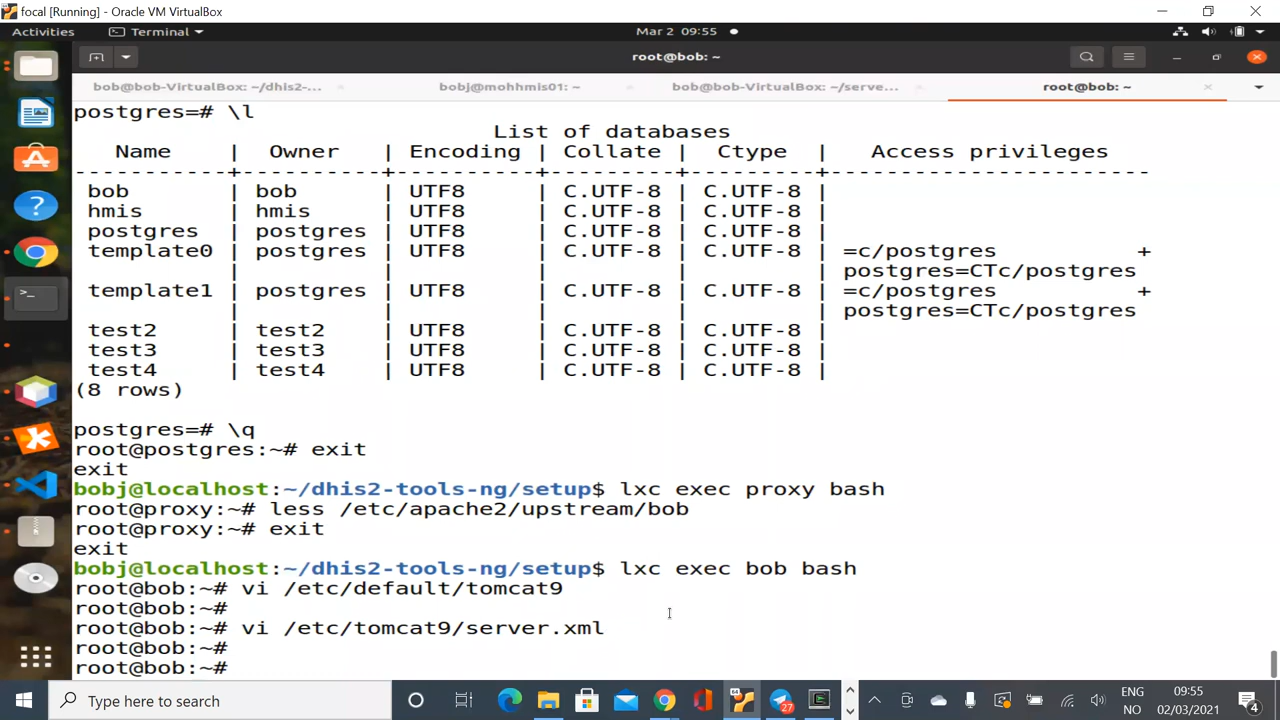 focal [Running] - Oracle VM VirtualBox
Activities Terminal Mar 2 09:55
root@bob: ~
bob@bob-VirtualBox: ~/dhis2-... bobj@mohhmis01: ~ bob@bob-VirtualBox: ~/serve... root@bob: ~
postgres=# \l
List of databases
Name | Owner | Encoding | Collate | Ctype | Access privileges
-----------+----------+----------+---------+---------+-----------------------
bob | bob | UTF8 | C.UTF-8 | C.UTF-8 |
hmis | hmis | UTF8 | C.UTF-8 | C.UTF-8 |
postgres | postgres | UTF8 | C.UTF-8 | C.UTF-8 |
template0 | postgres | UTF8 | C.UTF-8 | C.UTF-8 | =c/postgres +
| | | | | postgres=CTc/postgres
template1 | postgres | UTF8 | C.UTF-8 | C.UTF-8 | =c/postgres +
| | | | | postgres=CTc/postgres
test2 | test2 | UTF8 | C.UTF-8 | C.UTF-8 |
test3 | test3 | UTF8 | C.UTF-8 | C.UTF-8 |
test4 | test4 | UTF8 | C.UTF-8 | C.UTF-8 |
(8 rows)
postgres=# \q
root@postgres:~# exit
exit
bobj@localhost:~/dhis2-tools-ng/setup$ lxc exec proxy bash
root@proxy:~# less /etc/apache2/upstream/bob
root@proxy:~# exit
exit
bobj@localhost:~/dhis2-tools-ng/setup$ lxc exec bob bash
root@bob:~# vi /etc/default/tomcat9
root@bob:~#
root@bob:~# vi /etc/tomcat9/server.xml
root@bob:~#
root@bob:~#
Type here to search 64 27 ENG 09:55
NO 02/03/2021 4